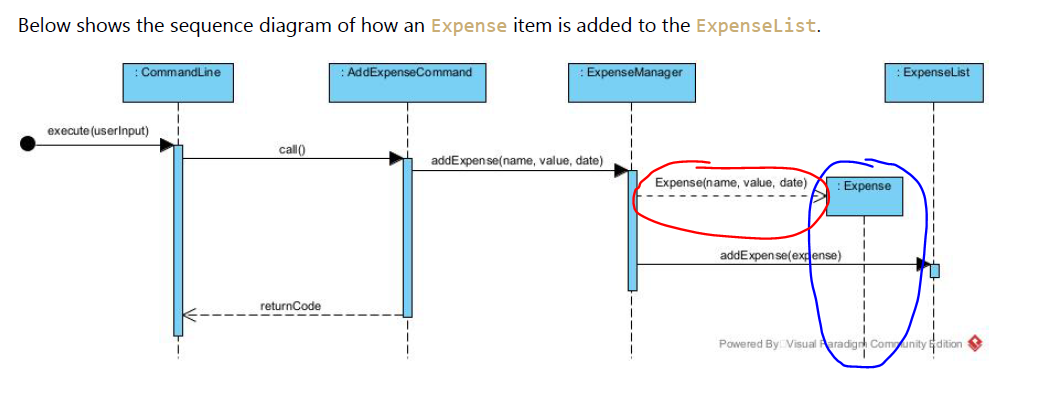 Below shows the sequence diagram of how an Expense item is added to the ExpenseList.
: CommandLine
: AddExpenseCommand
: ExpenseManager
: ExpenseList
execute(userInput)
call()
addExpense(name, value, date)
Expense(name, value, date)
: Expense
addExpense(expense)
returnCode
Powered By Visual Paradigm Community Edition